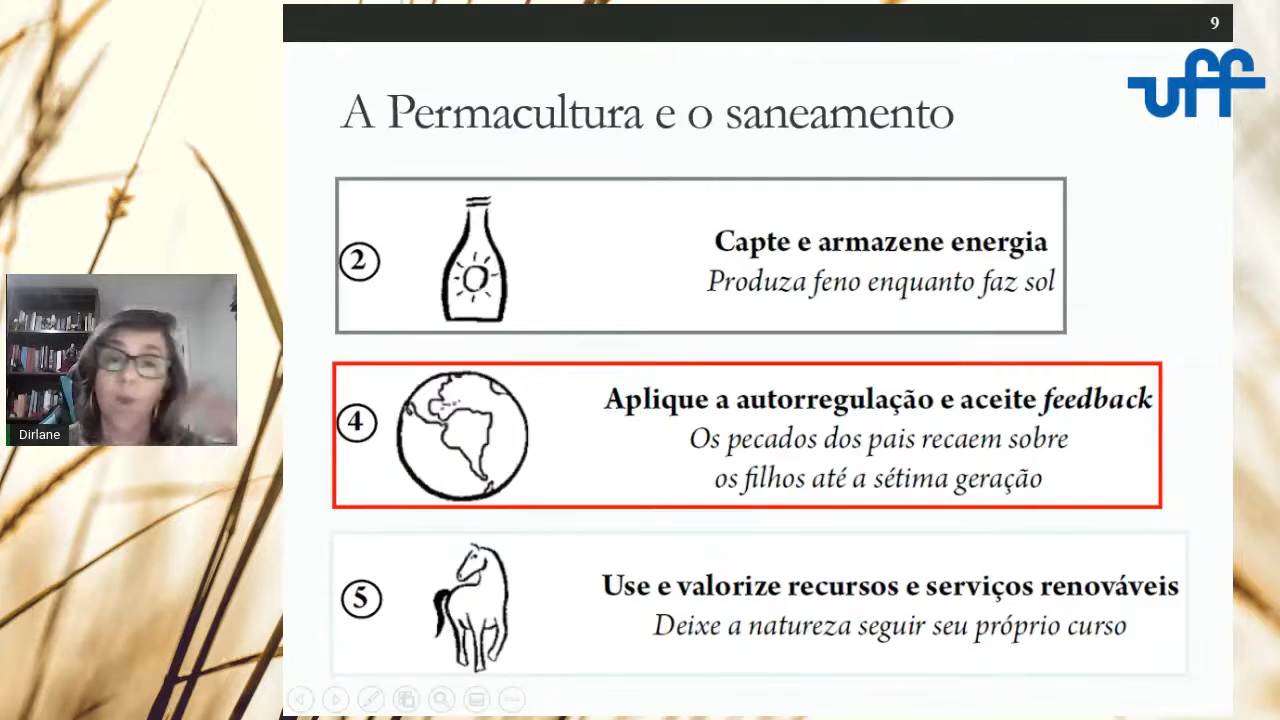 9
uff
A Permacultura e o saneamento
2
Capte e armazene energia
Produza feno enquanto faz sol
4
Aplique a autorregulação e aceite feedback
Os pecados dos pais recaem sobre
os filhos até a sétima geração
5
Use e valorize recursos e serviços renováveis
Deixe a natureza seguir seu próprio curso
Dirlane